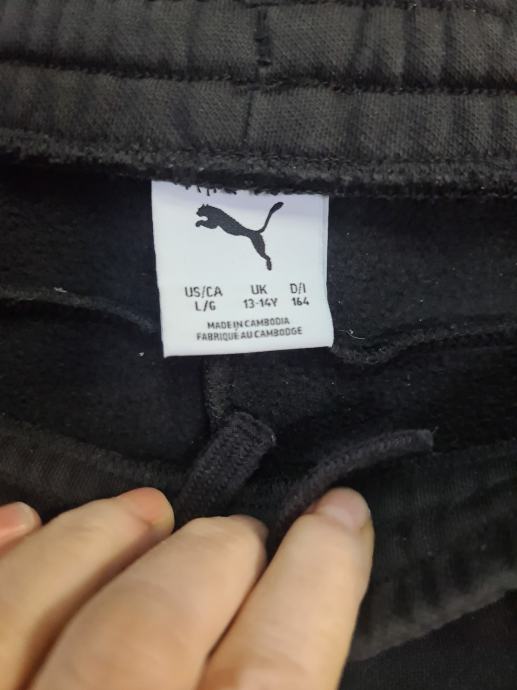 US/CA UK D/I
L/G 13-14Y 164
MADE IN CAMBODIA
FABRIQUE AU CAMBODGE